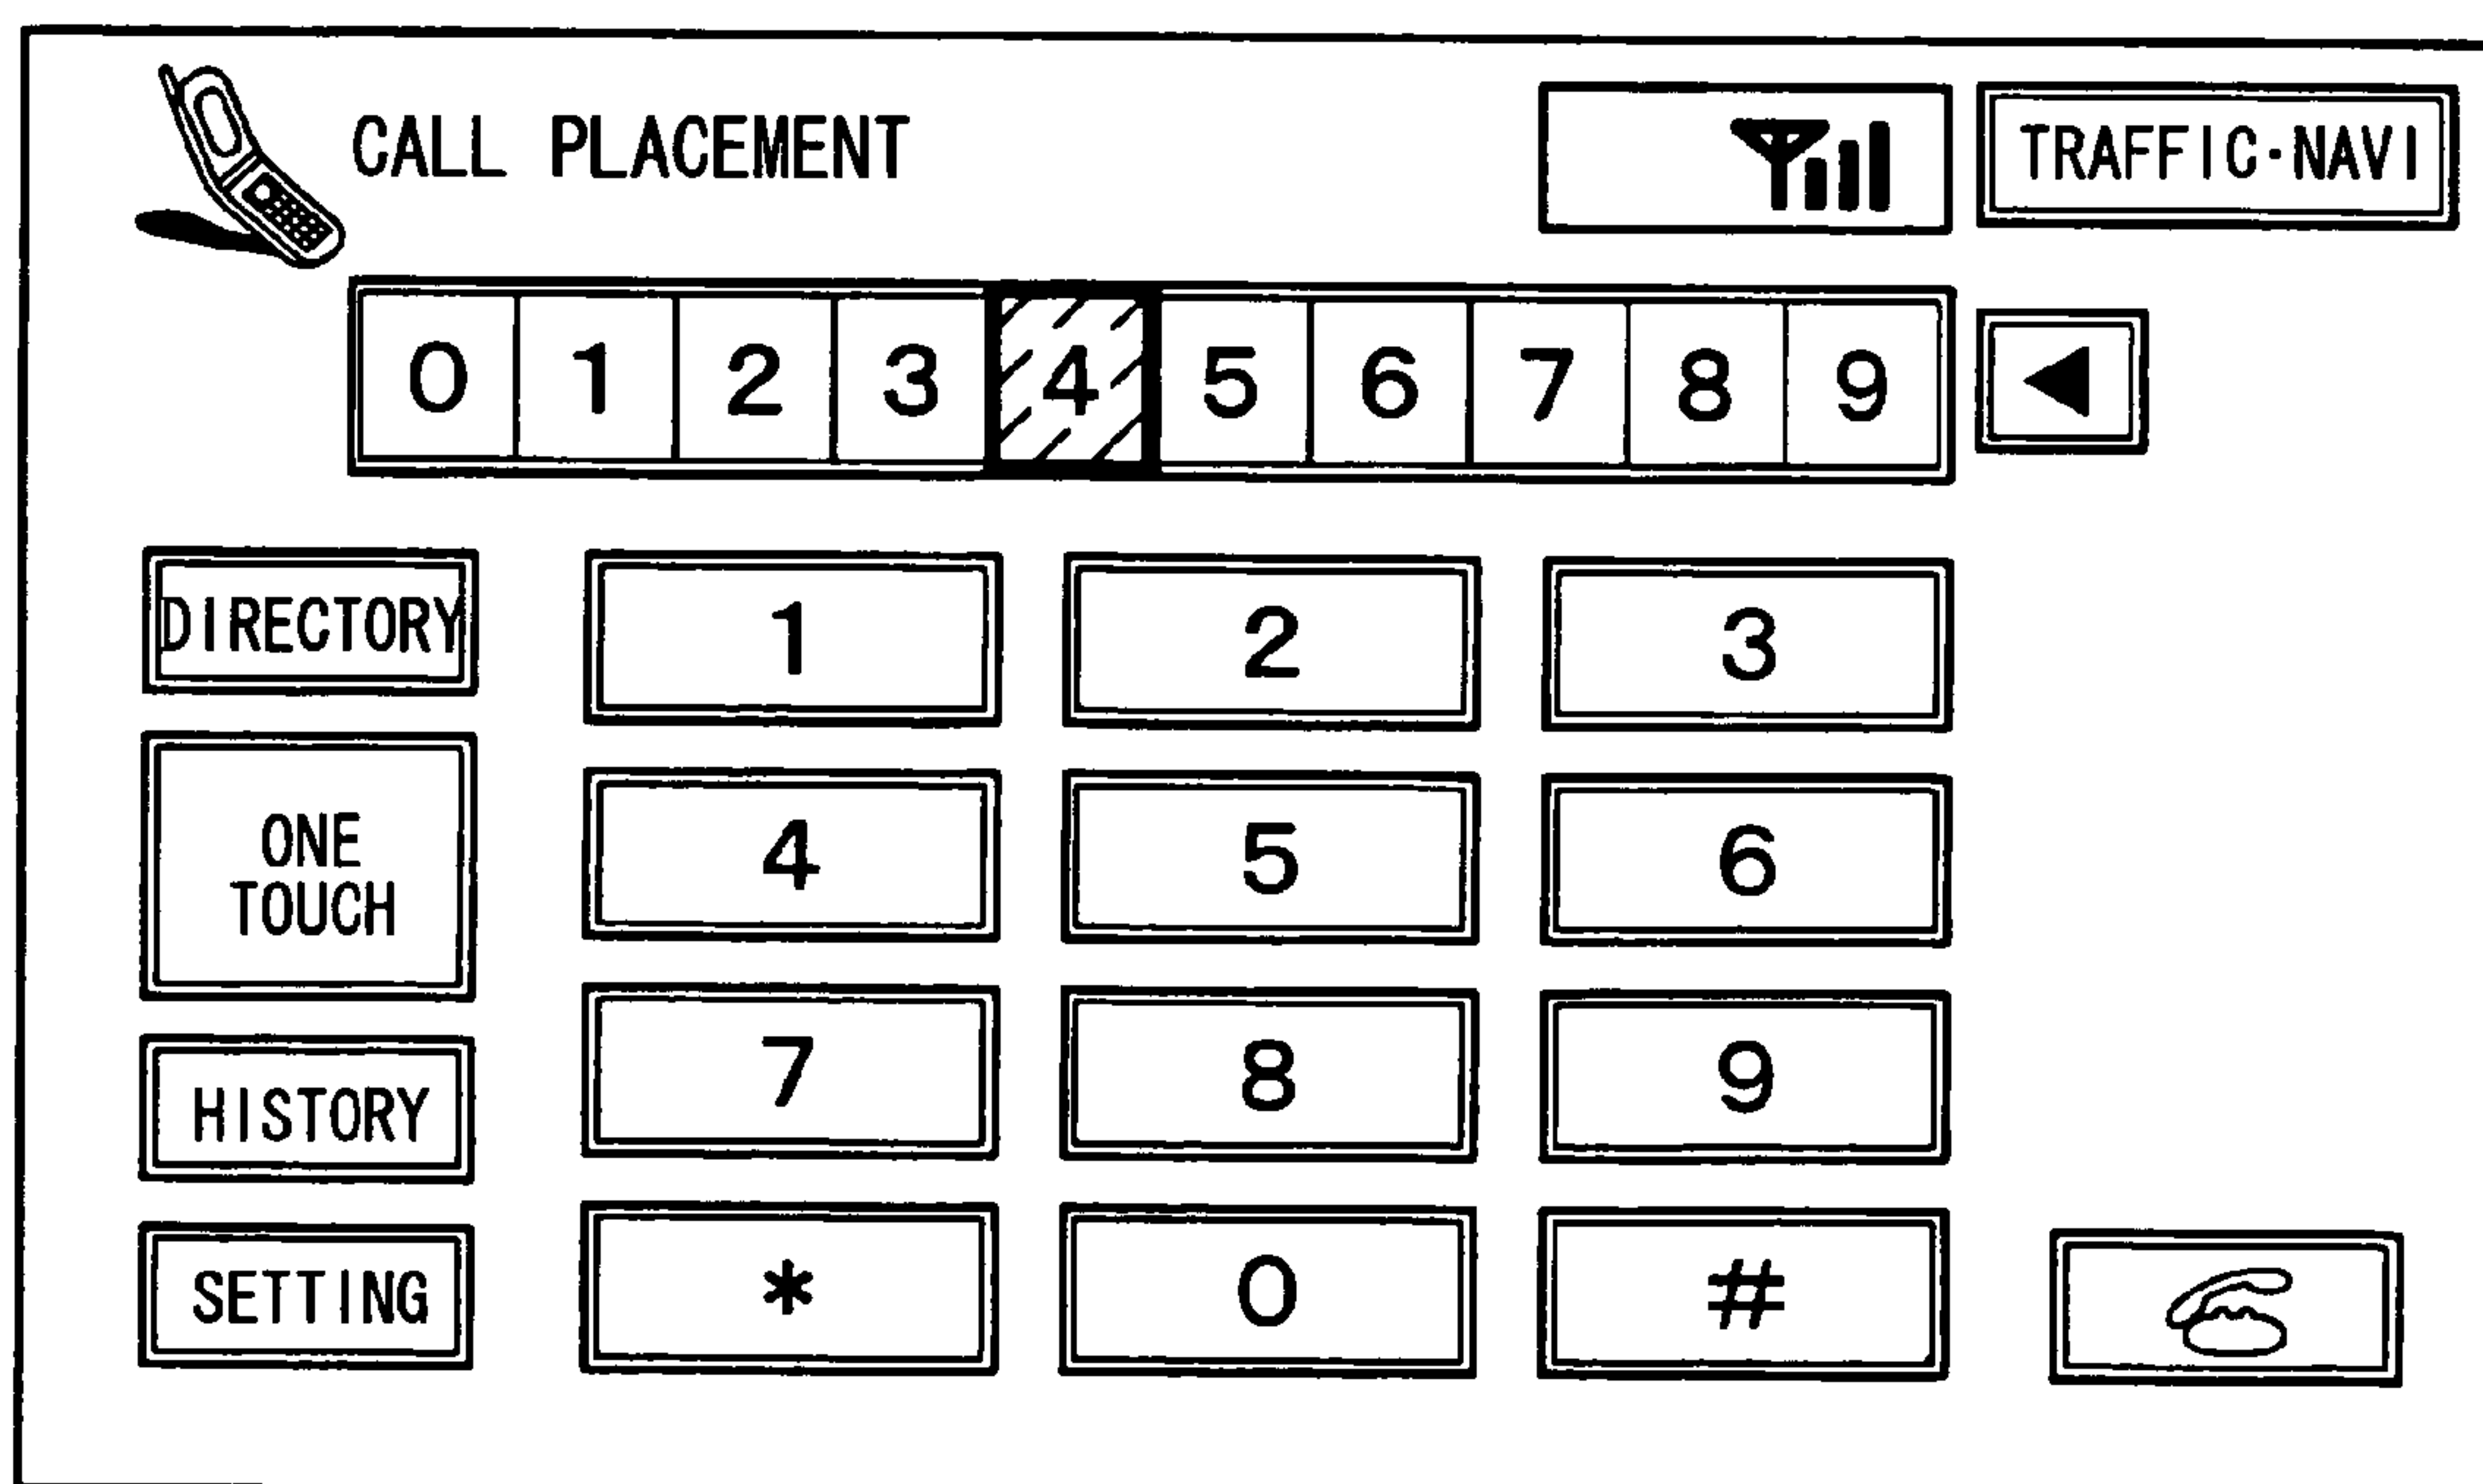 CALL PLACEMENT
TRAFFIC·NAVI
0 1 2 3 4 5 6 7 8 9
DIRECTORY
1 2 3
ONE
TOUCH
4 5 6
HISTORY
7 8 9
SETTING
* 0 #